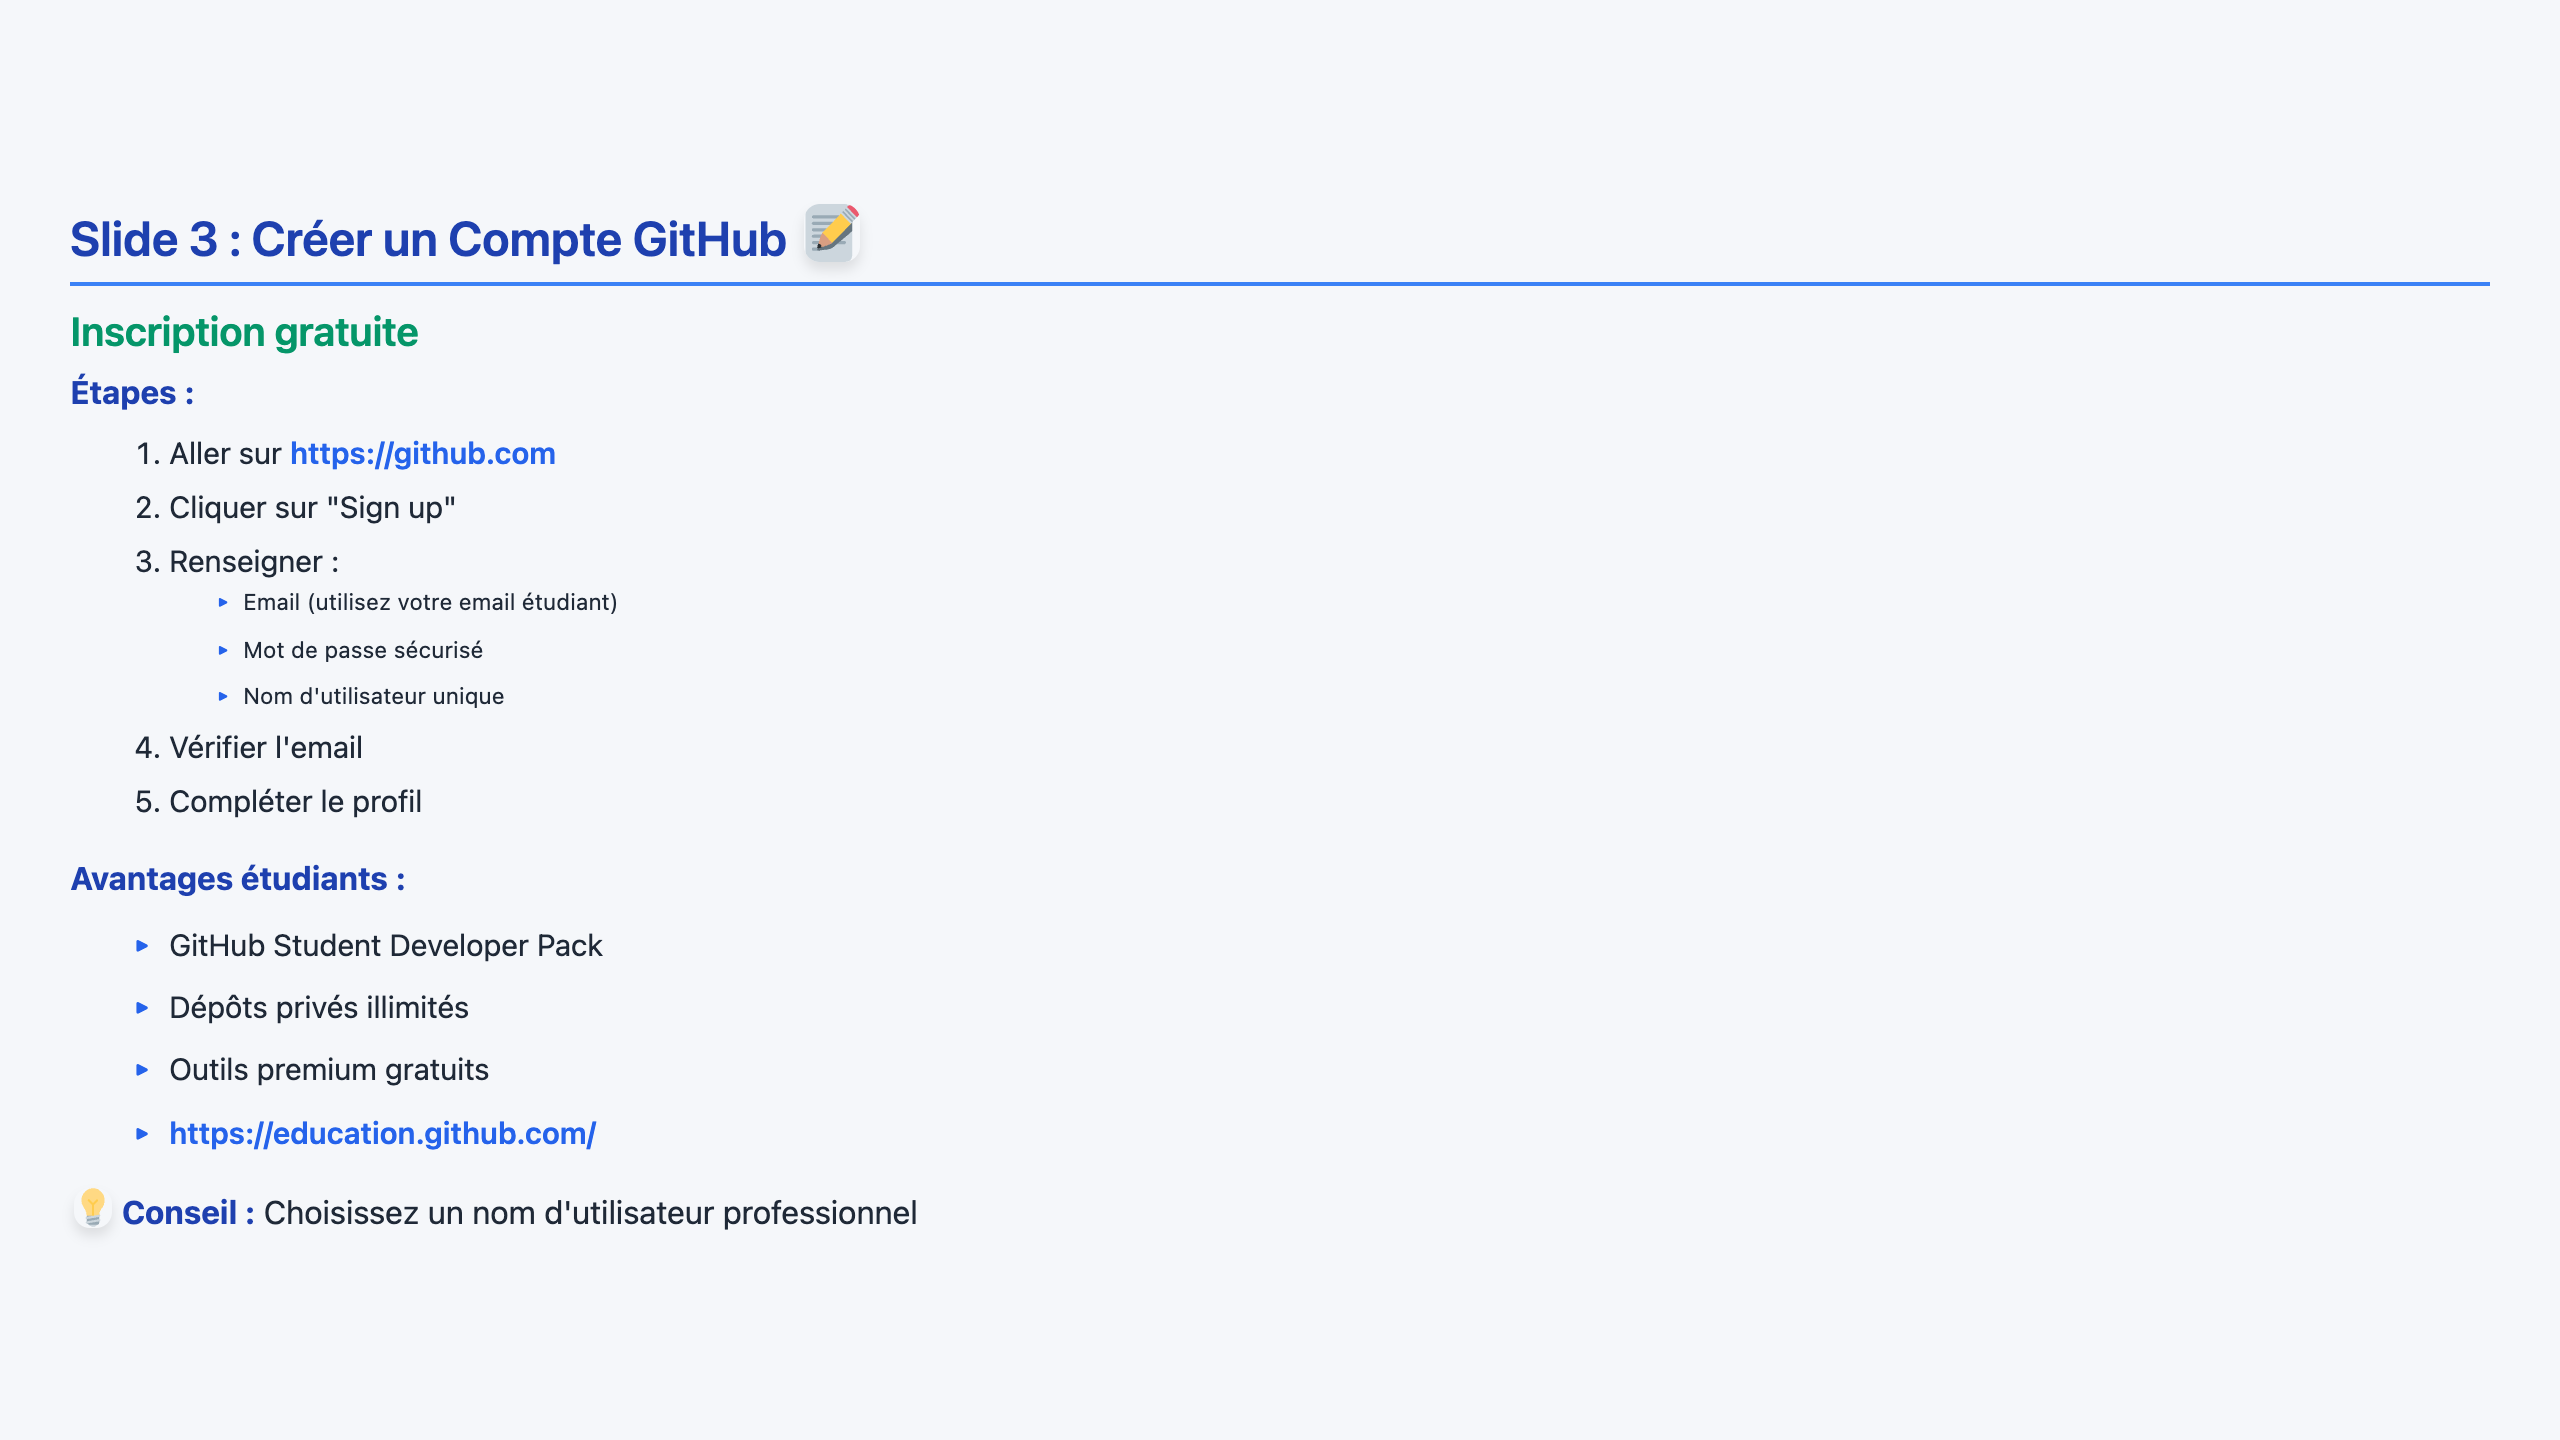 Slide 3 : Créer un Compte GitHub
Inscription gratuite
Étapes :
1. Aller sur https://github.com
2. Cliquer sur "Sign up"
3. Renseigner :
Email (utilisez votre email étudiant)
Mot de passe sécurisé
Nom d'utilisateur unique
4. Vérifier l'email
5. Compléter le profil
Avantages étudiants :
GitHub Student Developer Pack
Dépôts privés illimités
Outils premium gratuits
https://education.github.com/
Conseil : Choisissez un nom d'utilisateur professionnel